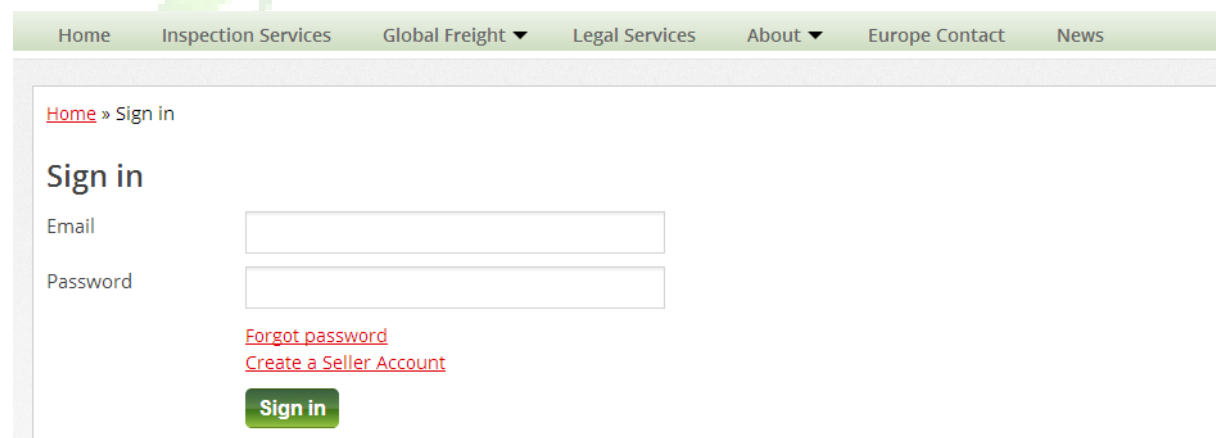 Home Inspection Services Global Freight Legal Services About Europe Contact News
Home » Sign in
Sign in
Email
Password
Forgot password
Create a Seller Account
Sign in